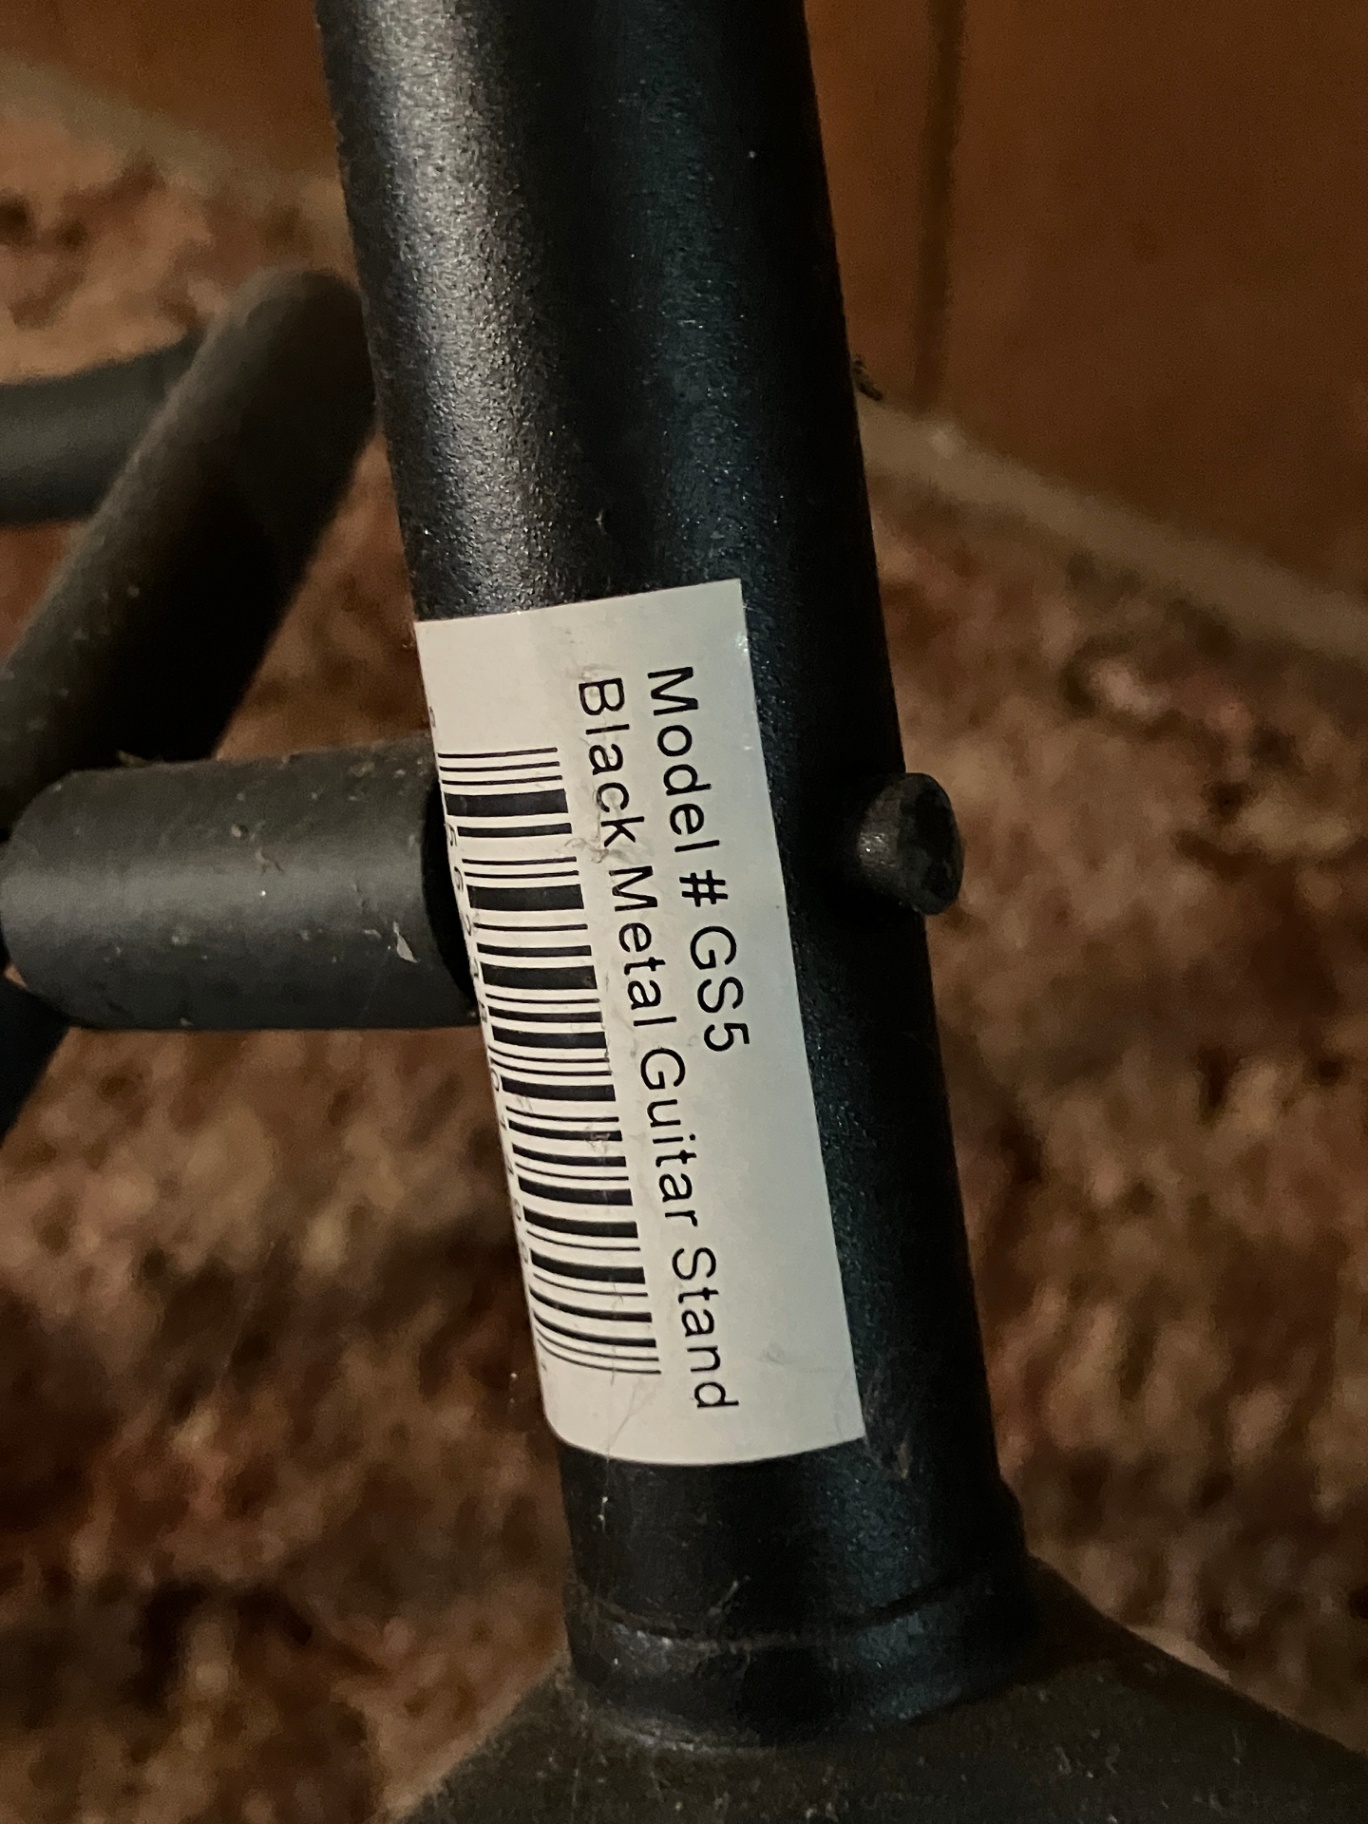 Model # GS5
Black Metal Guitar Stand